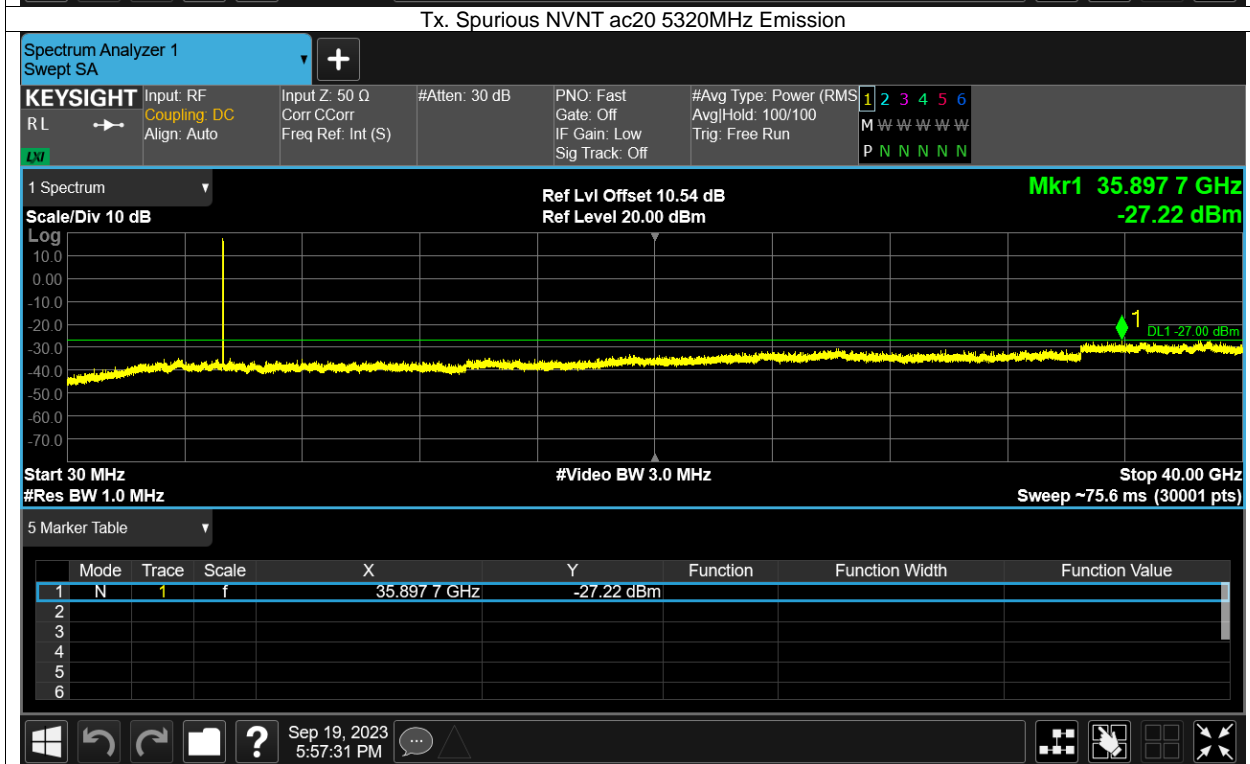 Tx. Spurious NVNT ac20 5320MHz Emission
Spectrum Analyzer 1
Swept SA
+
KEYSIGHT Input: RF Input Z: 50 Ω #Atten: 30 dB PNO: Fast #Avg Type: Power (RMS 1 2 3 4 5 6
RL Coupling: DC Corr CCorr Gate: Off Avg|Hold: 100/100 M W W W W W
Align: Auto Freq Ref: Int (S) IF Gain: Low Trig: Free Run
LXI Sig Track: Off P N N N N N
1 Spectrum Ref Lvl Offset 10.54 dB Mkr1 35.897 7 GHz
Scale/Div 10 dB Ref Level 20.00 dBm -27.22 dBm
Log
10.0
0.00
-10.0
-20.0 1
DL1 -27.00 dBm
-30.0
-40.0
-50.0
-60.0
-70.0
Start 30 MHz #Video BW 3.0 MHz Stop 40.00 GHz
#Res BW 1.0 MHz Sweep ~75.6 ms (30001 pts)
5 Marker Table
Mode Trace Scale X Y Function Function Width Function Value
1 N 1 f 35.897 7 GHz -27.22 dBm
2
3
4
5
6
? Sep 19, 2023
5:57:31 PM